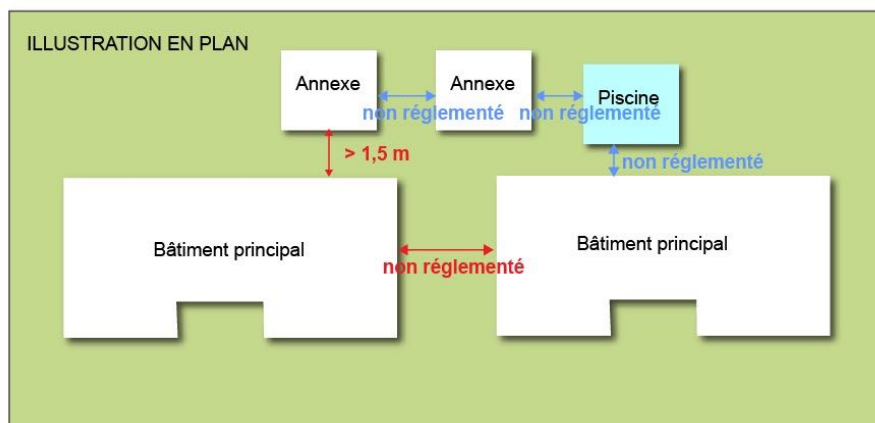 ILLUSTRATION EN PLAN
Annexe
Annexe
Piscine
non réglementé
non réglementé
> 1,5 m
non réglementé
Bâtiment principal
Bâtiment principal
non réglementé